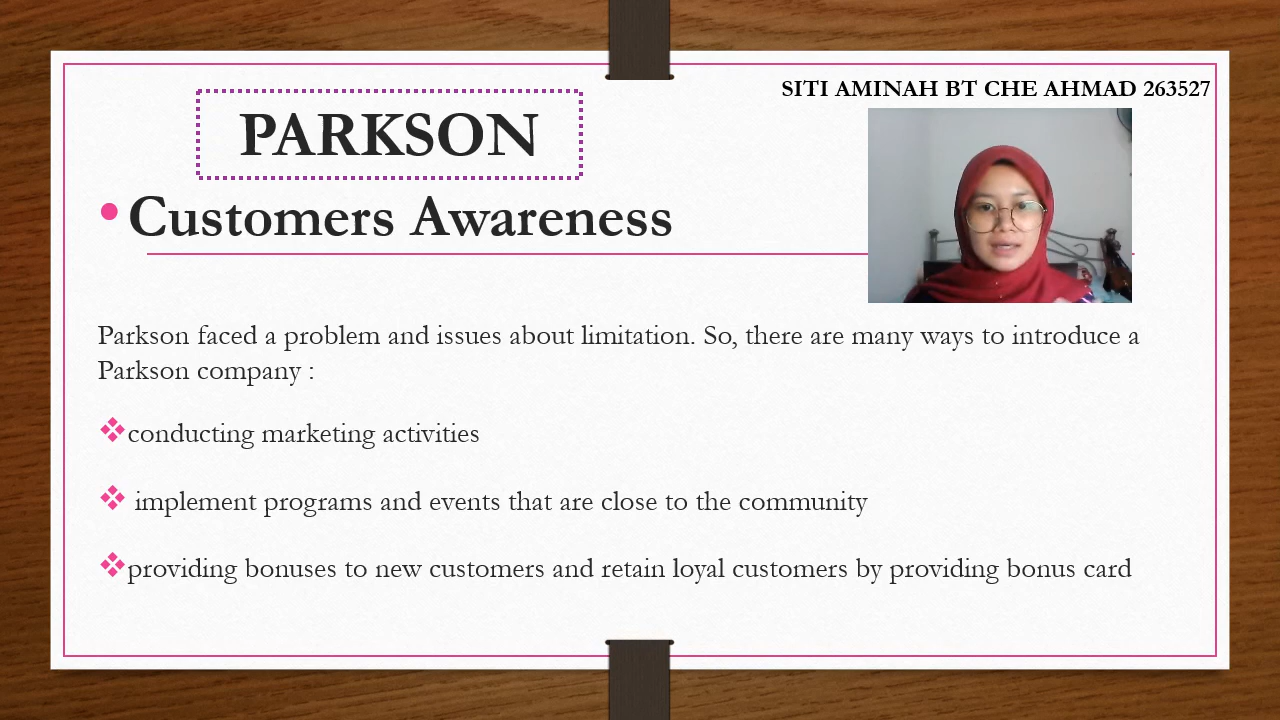 SITI AMINAH BT CHE AHMAD 263527
PARKSON
• Customers Awareness
Parkson faced a problem and issues about limitation. So, there are many ways to introduce a
Parkson company :
❖conducting marketing activities
❖ implement programs and events that are close to the community
❖providing bonuses to new customers and retain loyal customers by providing bonus card